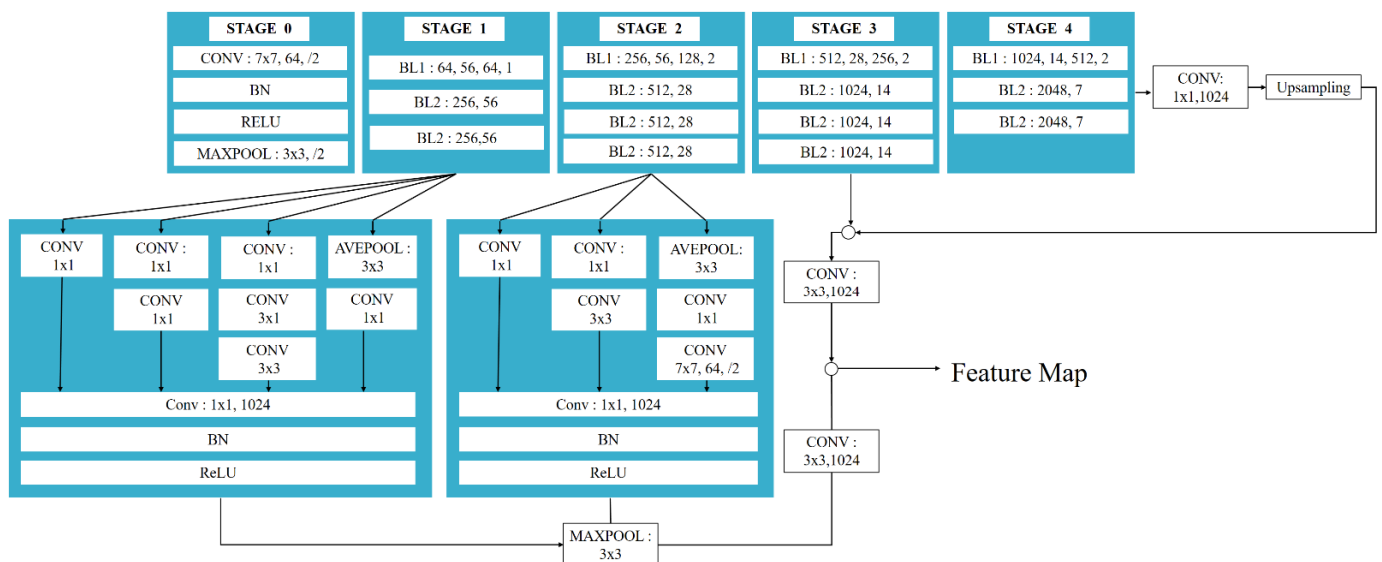 STAGE 0
CONV : 7x7, 64, /2
BN
RELU
MAXPOOL : 3x3, /2
STAGE 1
BL1 : 64, 56, 64, 1
BL2 : 256, 56
BL2 : 256,56
STAGE 2
BL1 : 256, 56, 128, 2
BL2 : 512, 28
BL2 : 512, 28
BL2 : 512, 28
STAGE 3
BL1 : 512, 28, 256, 2
BL2 : 1024, 14
BL2 : 1024, 14
BL2 : 1024, 14
STAGE 4
BL1 : 1024, 14, 512, 2
BL2 : 2048, 7
BL2 : 2048, 7
CONV:
1x1,1024
Upsampling
CONV
1x1
CONV :
1x1
CONV
1x1
CONV :
1x1
CONV
3x1
CONV
3x3
AVEPOOL :
3x3
CONV
1x1
Conv : 1x1, 1024
BN
ReLU
CONV
1x1
CONV :
1x1
CONV
3x3
AVEPOOL:
3x3
CONV
1x1
CONV
7x7, 64, /2
Conv : 1x1, 1024
BN
ReLU
CONV :
3x3,1024
Feature Map
CONV :
3x3,1024
MAXPOOL :
3x3